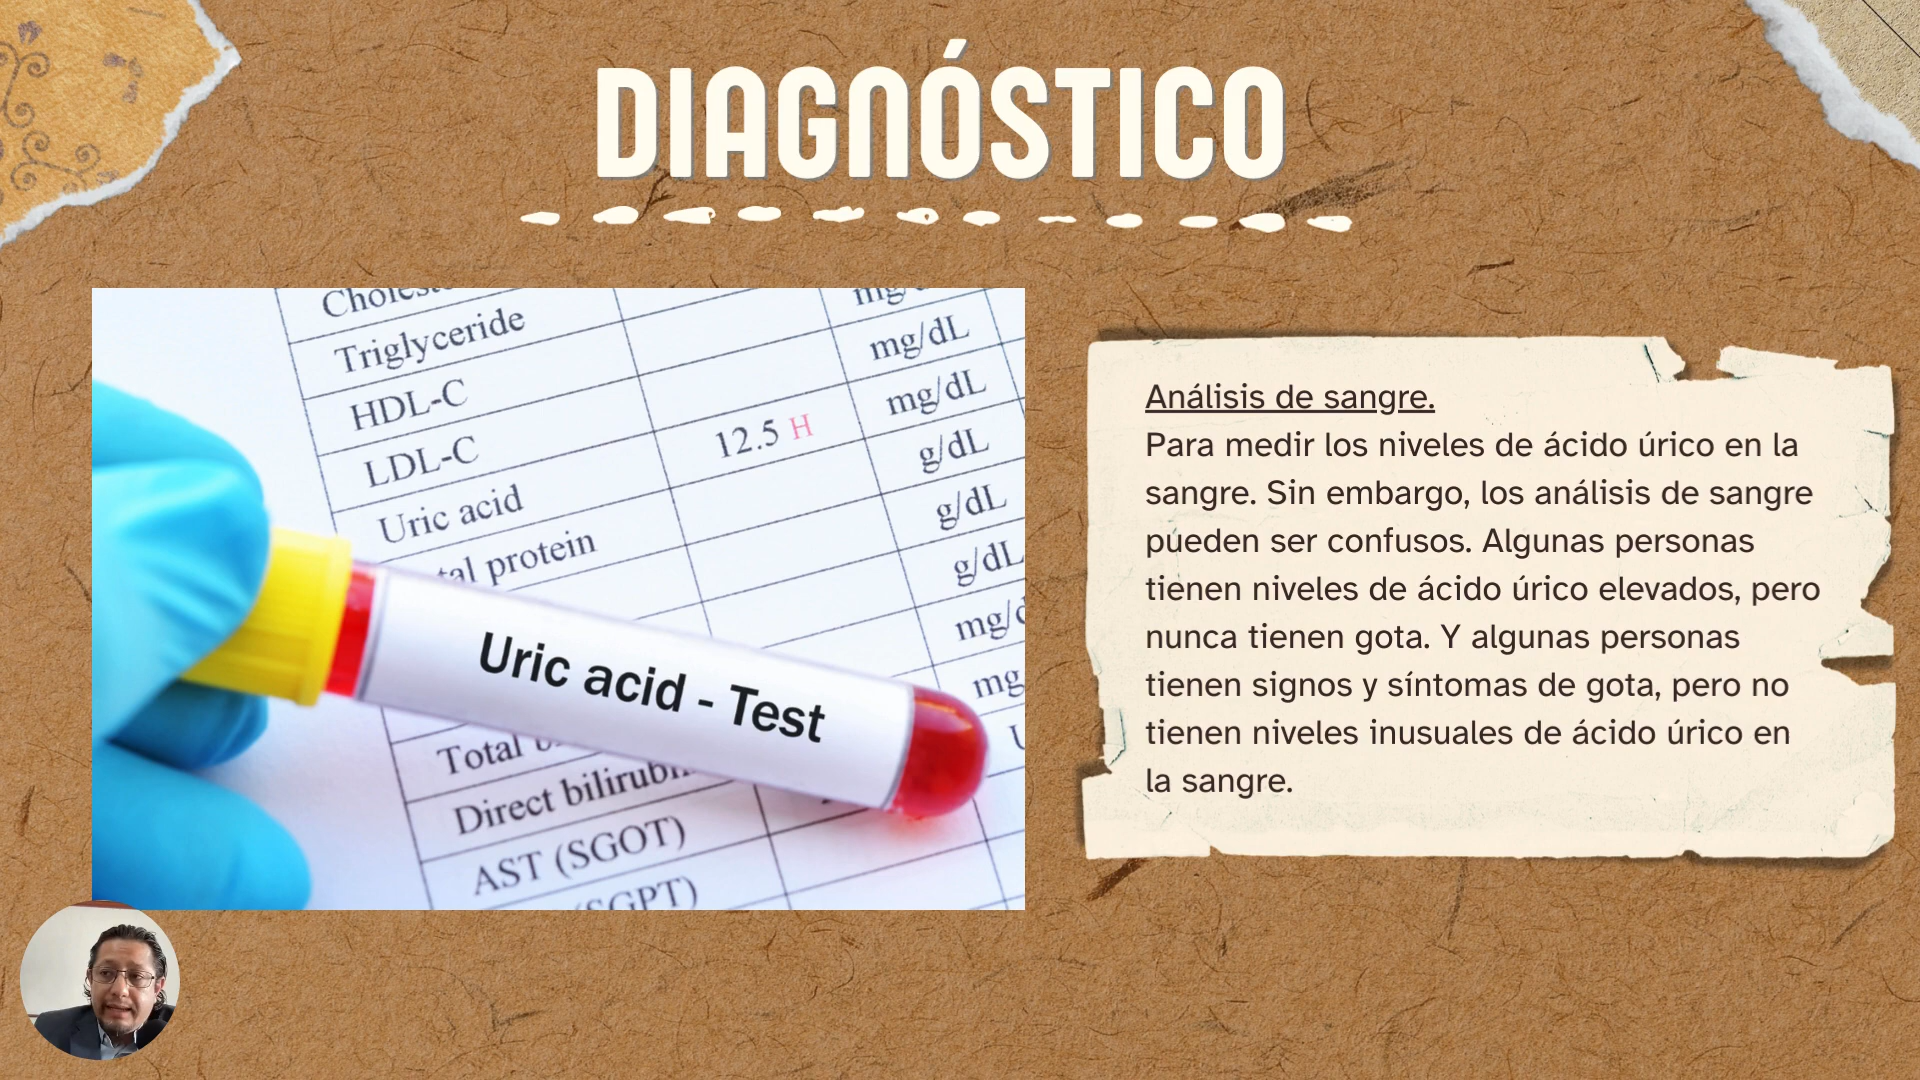 DIAGNÓSTICO
Triglyceride
mg/dL
HDL-C
mg/dL
LDL-C
12.5 H
g/dL
Uric acid
g/dL
protein
g/dL
Uric acid - Test
Total
Direct
AST (SGOT)
Análisis de sangre.
Para medir los niveles de ácido úrico en la
sangre. Sin embargo, los análisis de sangre
pueden ser confusos. Algunas personas
tienen niveles de ácido úrico elevados, pero
nunca tienen gota. Y algunas personas
tienen signos y síntomas de gota, pero no
tienen niveles inusuales de ácido úrico en
la sangre.